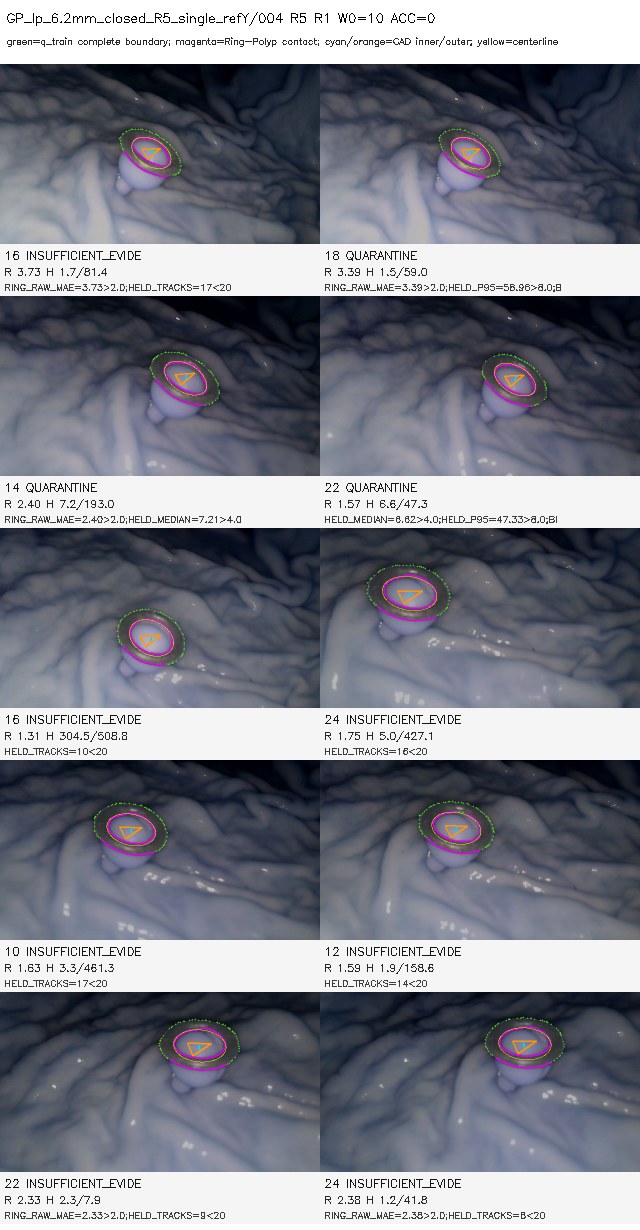 GP_Ip_6.2mm_closed_R5_single_refY/004 R5 R1 W0=10 ACC=0
green=q_train complete boundary; magenta=Ring-Polyp contact; cyan/orange=CAD inner/outer; yellow=centerline
16 INSUFFICIENT_EVIDE
R 3.73 H 1.7/81.4
RING_RAW_MAE=3.73>2.0;HELD_TRACKS=17<20
18 QUARANTINE
R 3.39 H 1.5/59.0
RING_RAW_MAE=3.39>2.0;HELD_P95=58.96>8.0;B
14 QUARANTINE
R 2.40 H 7.2/193.0
RING_RAW_MAE=2.40>2.0;HELD_MEDIAN=7.21>4.0
22 QUARANTINE
R 1.57 H 6.6/47.3
HELD_MEDIAN=6.62>4.0;HELD_P95=47.33>8.0;BI
16 INSUFFICIENT_EVIDE
R 1.31 H 304.5/508.8
HELD_TRACKS=10<20
24 INSUFFICIENT_EVIDE
R 1.75 H 5.0/427.1
HELD_TRACKS=16<20
10 INSUFFICIENT_EVIDE
R 1.63 H 3.3/461.3
HELD_TRACKS=17<20
12 INSUFFICIENT_EVIDE
R 1.59 H 1.9/158.6
HELD_TRACKS=14<20
22 INSUFFICIENT_EVIDE
R 2.33 H 2.3/7.9
RING_RAW_MAE=2.33>2.0;HELD_TRACKS=9<20
24 INSUFFICIENT_EVIDE
R 2.38 H 1.2/41.8
RING_RAW_MAE=2.38>2.0;HELD_TRACKS=8<20